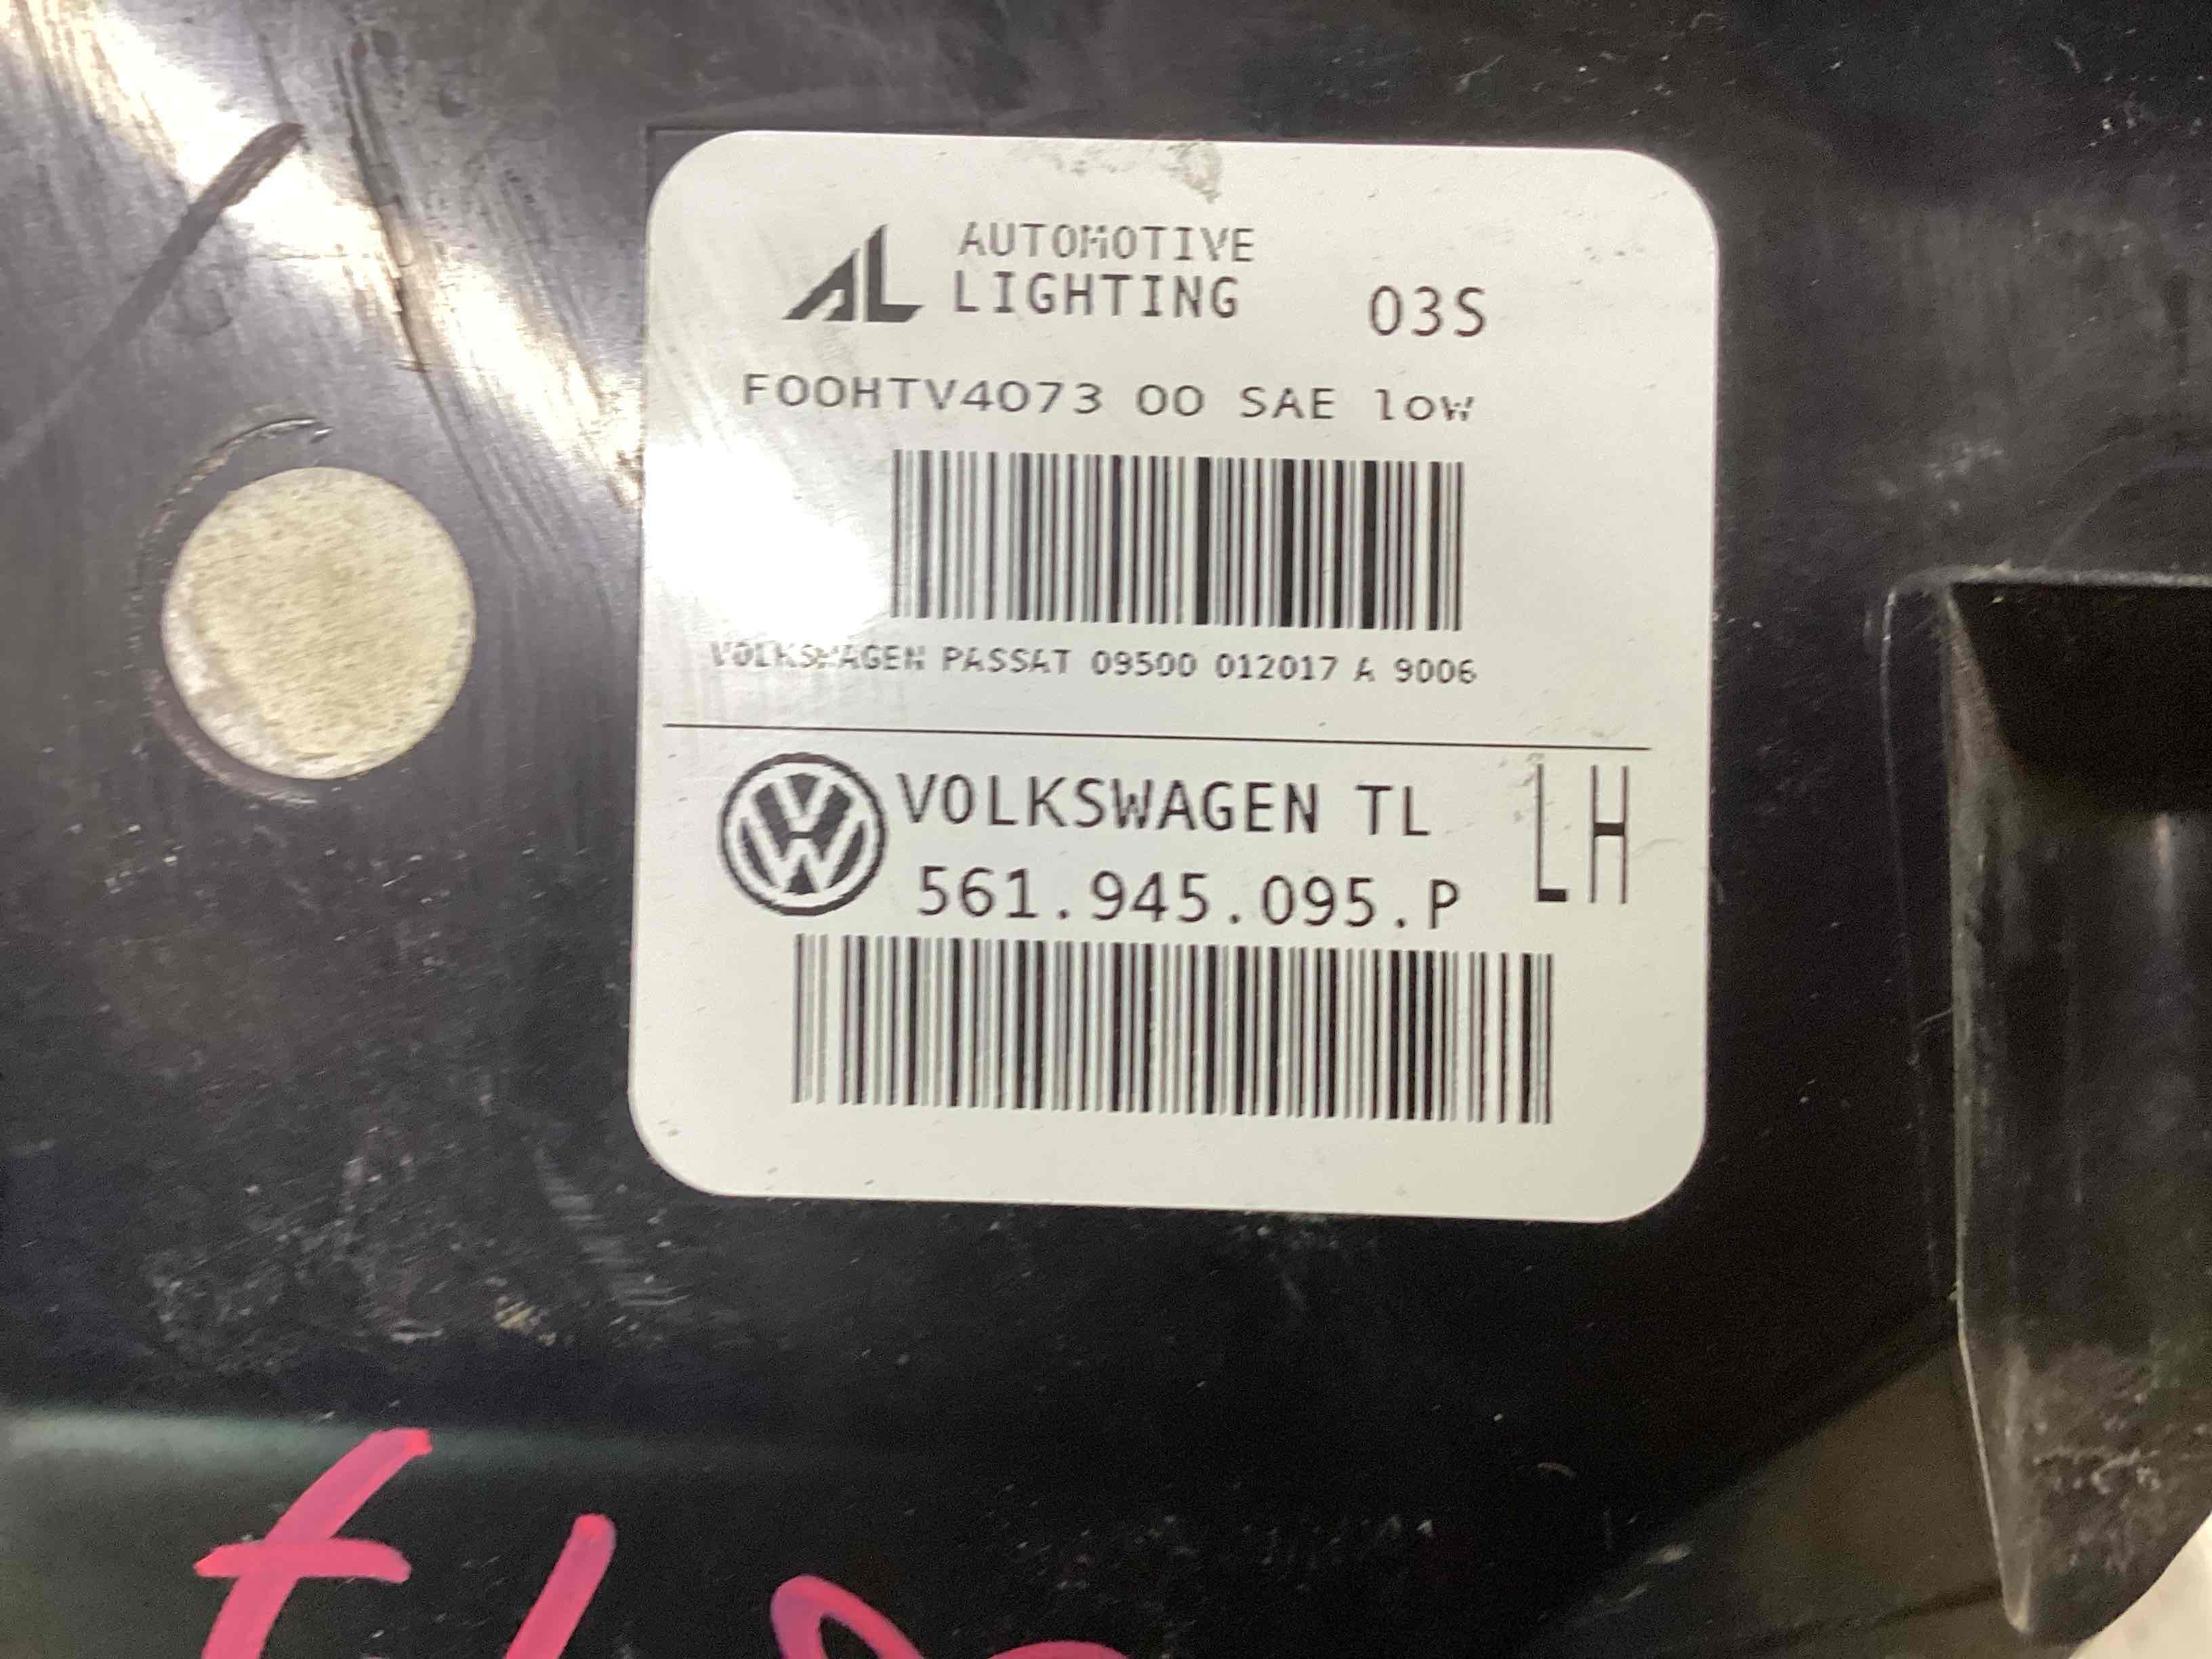 AL AUTOMOTIVE
LIGHTING 03S
F00HTV4073 00 SAE low
VOLKSWAGEN PASSAT 09500 012017 A 9006
VOLKSWAGEN TL LH
561.945.095.P